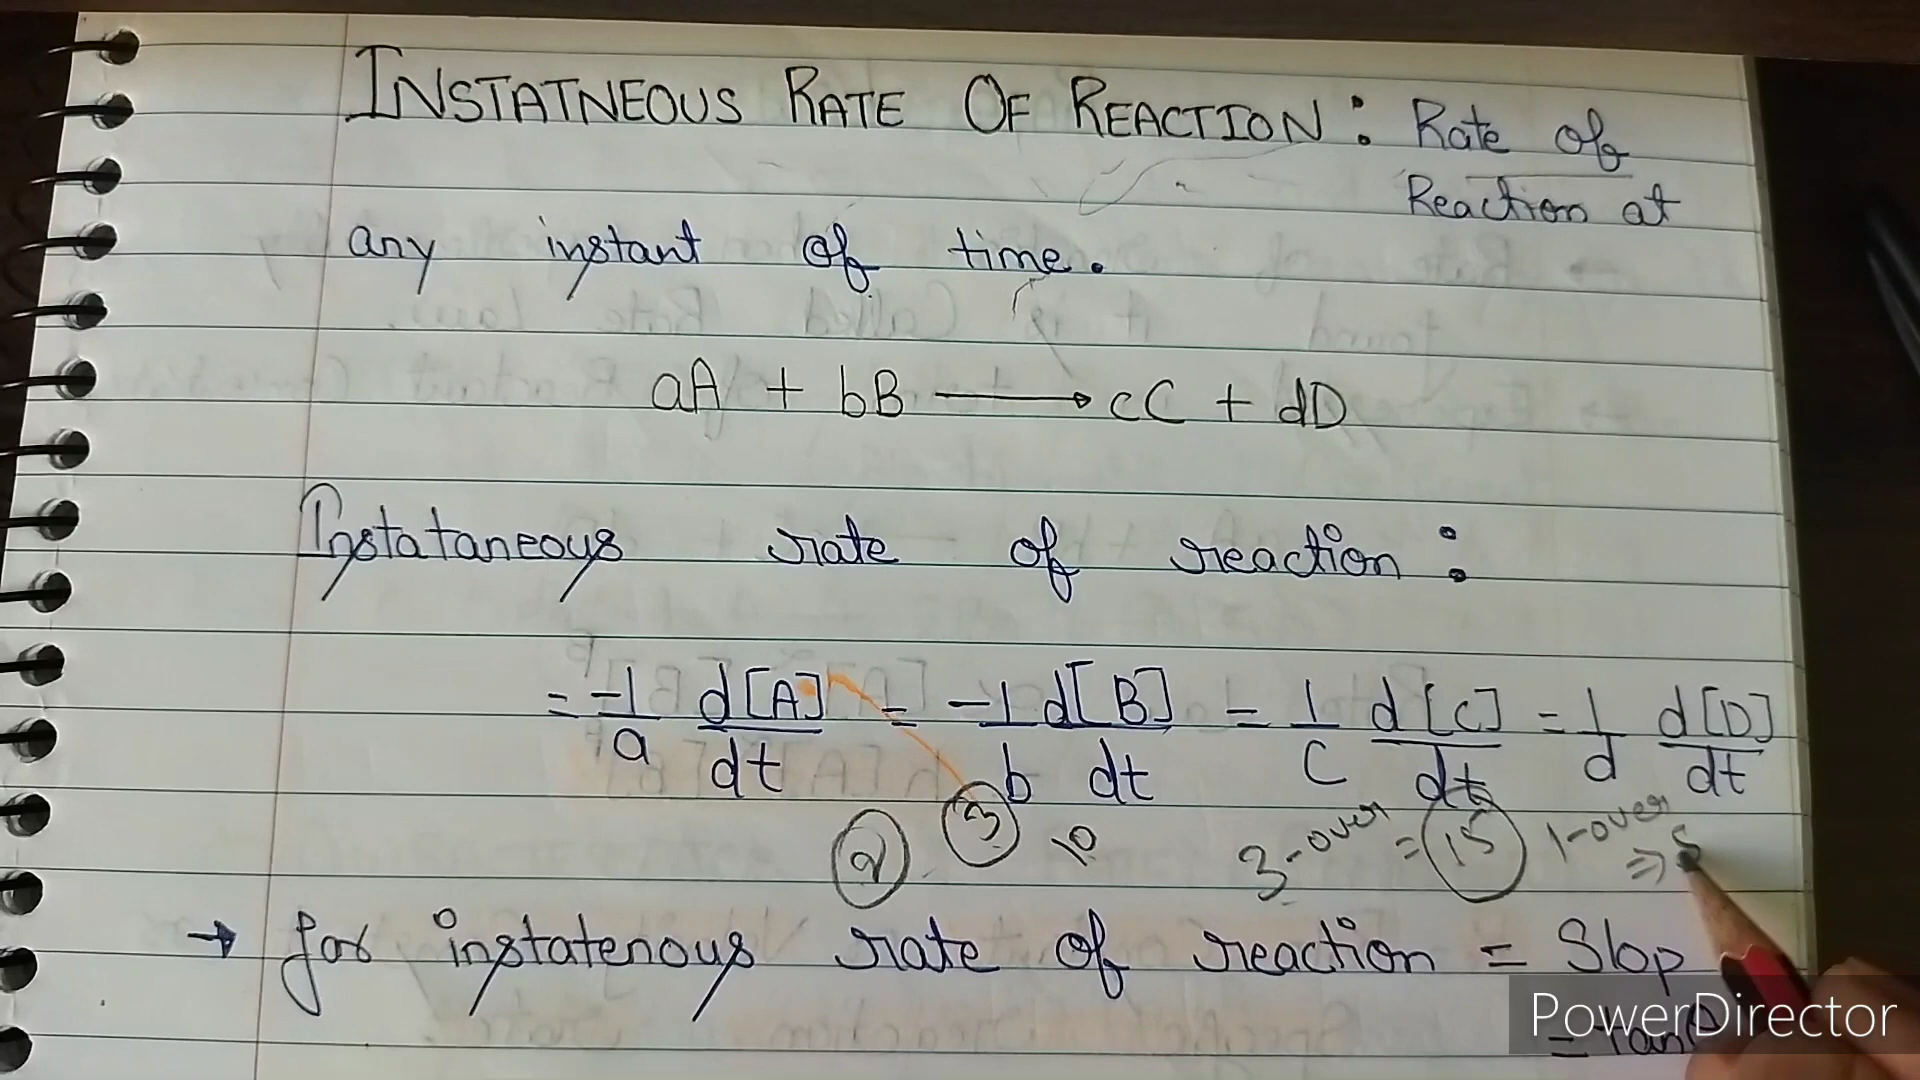 INSTATNEOUS RATE OF REACTION : Rate of
Reaction at
any instant of time.
aA + bB ⟶ cC + dD
Instataneous rate of reaction :
= -1/a d[A]/dt = -1/b d[B]/dt = 1/C d[C]/dt = 1/d d[D]/dt
2 3 10 3-over = 15 1-over
⇒ 5
→ for instatenous rate of reaction = Slop
= tan
PowerDirector